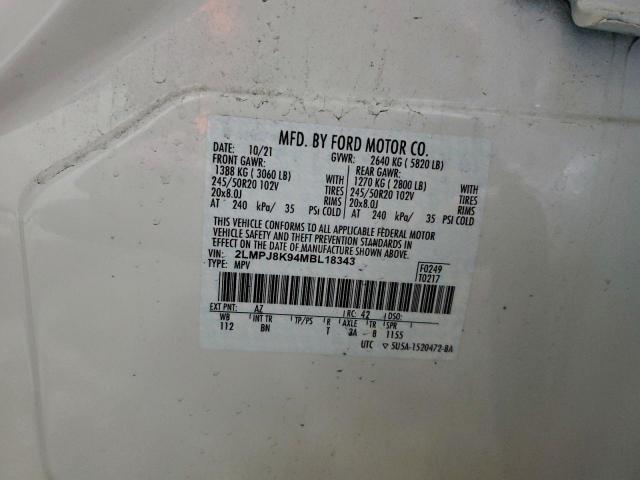 MFD. BY FORD MOTOR CO.
DATE: 10/21 GVWR: 2640 KG ( 5820 LB)
FRONT GAWR: REAR GAWR:
1388 KG ( 3060 LB) WITH 1270 KG ( 2800 LB) WITH
245/50R20 102V TIRES 245/50R20 102V TIRES
20x8.0J RIMS 20x8.0J RIMS
AT 240 kPa/ 35 PSI COLD AT 240 kPa/ 35 PSI COLD
THIS VEHICLE CONFORMS TO ALL APPLICABLE FEDERAL MOTOR
VEHICLE SAFETY AND THEFT PREVENTION STANDARDS IN
EFFECT ON THE DATE OF MANUFACTURE SHOWN ABOVE.
VIN: 2LMPJ8K94MBL18343 F0249
TYPE: MPV T0217
EXT PNT: AZ RC: 42 DSO:
WB INT TR TP/PS R AXLE TR SPR
112 BN T 3A 8 1155
UTC ▽ 5U5A-1520472-BA